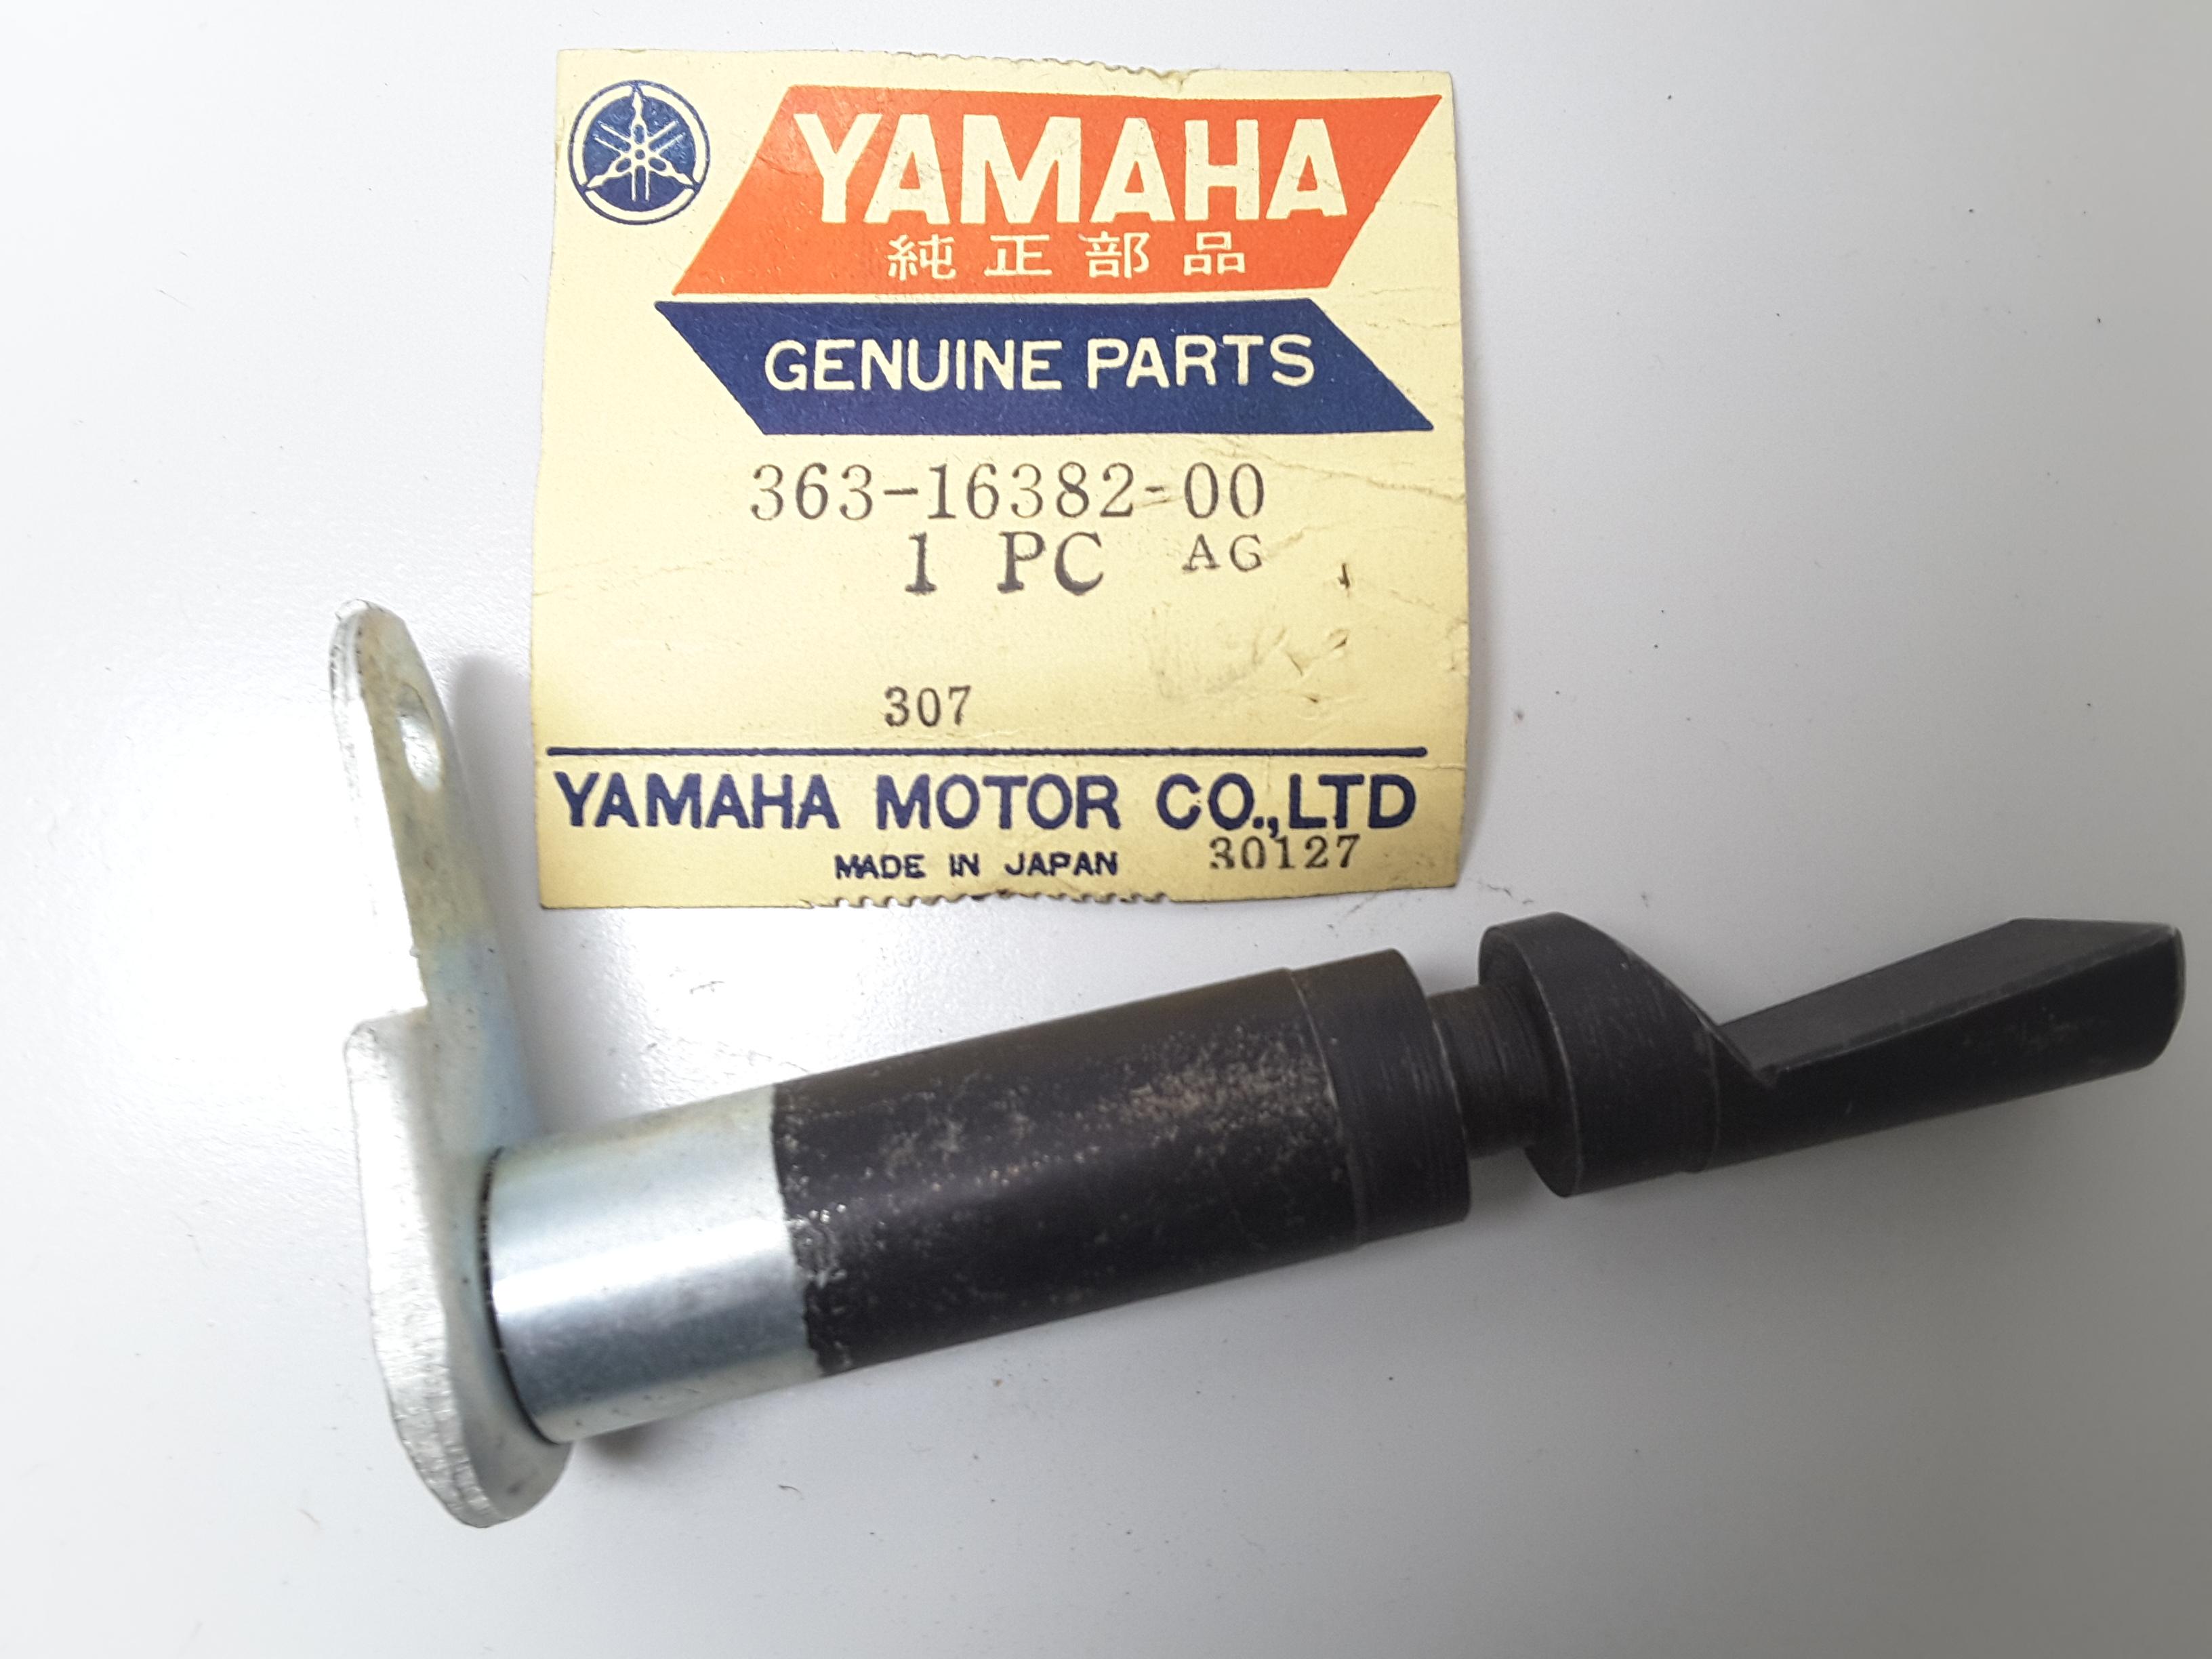 YAMAHA
純正部品
GENUINE PARTS
363-16382-00
1 PC AG
307
YAMAHA MOTOR CO.,LTD
MADE IN JAPAN 30127